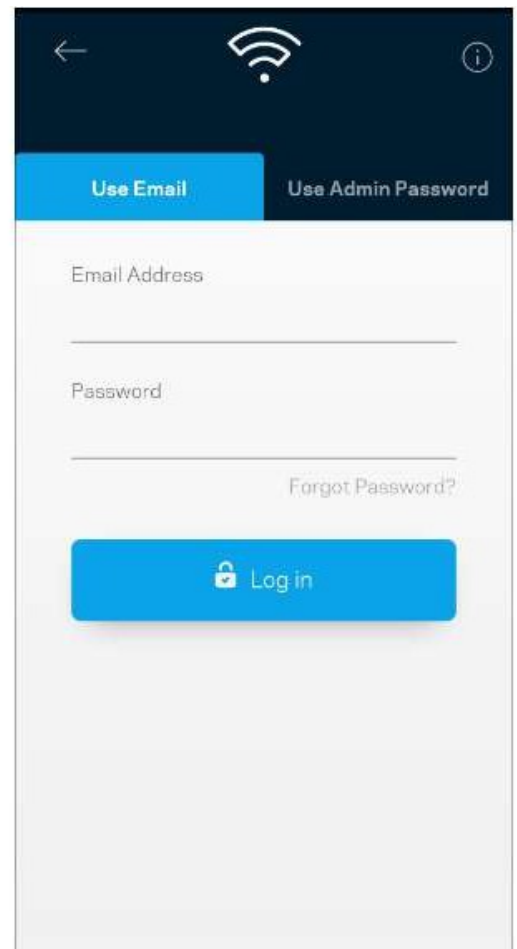 Use Email
Use Admin Password
Email Address
Password
Forgot Password?
Log in